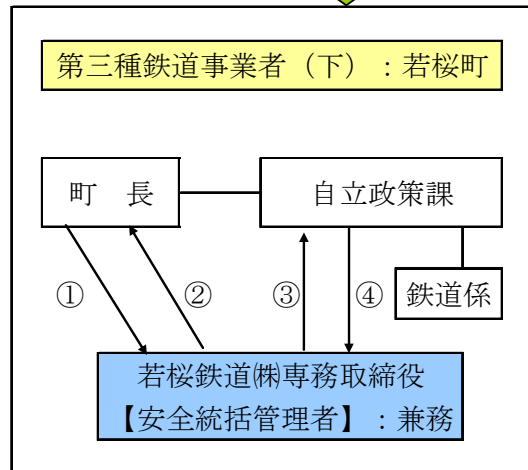 第三種鉄道事業者（下）：若桜町
町　長
自立政策課
①
②
③
④
鉄道係
若桜鉄道㈱専務取締役
【安全統括管理者】：兼務